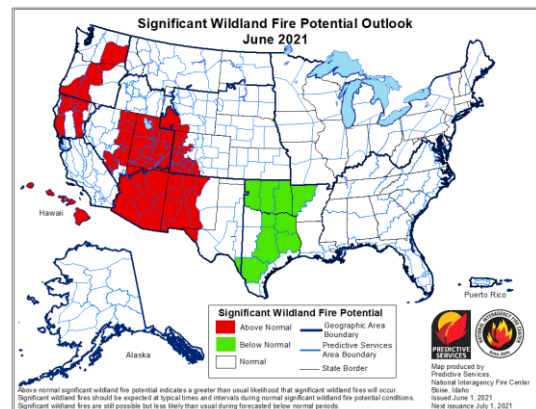 Significant Wildland Fire Potential Outlook
June 2021
Hawaii
Alaska
Puerto Rico
Significant Wildland Fire Potential
Above Normal
Below Normal
Normal
Geographic Area
Boundary
Predictive Services
Area Boundary
State Border
PREDICTIVE
SERVICES
NATIONAL INTERAGENCY FIRE CENTER
Map produced by
Predictive Services,
National Interagency Fire Center
Boise, Idaho
Issued June 1, 2021
Next issuance July 1, 2021
Above normal significant wildland fire potential indicates a greater than usual likelihood that significant wildland fires will occur.
Significant wildland fires should be expected at typical times and intervals during normal significant wildland fire potential conditions.
Significant wildland fires are still possible but less likely than usual during forecasted below normal periods.